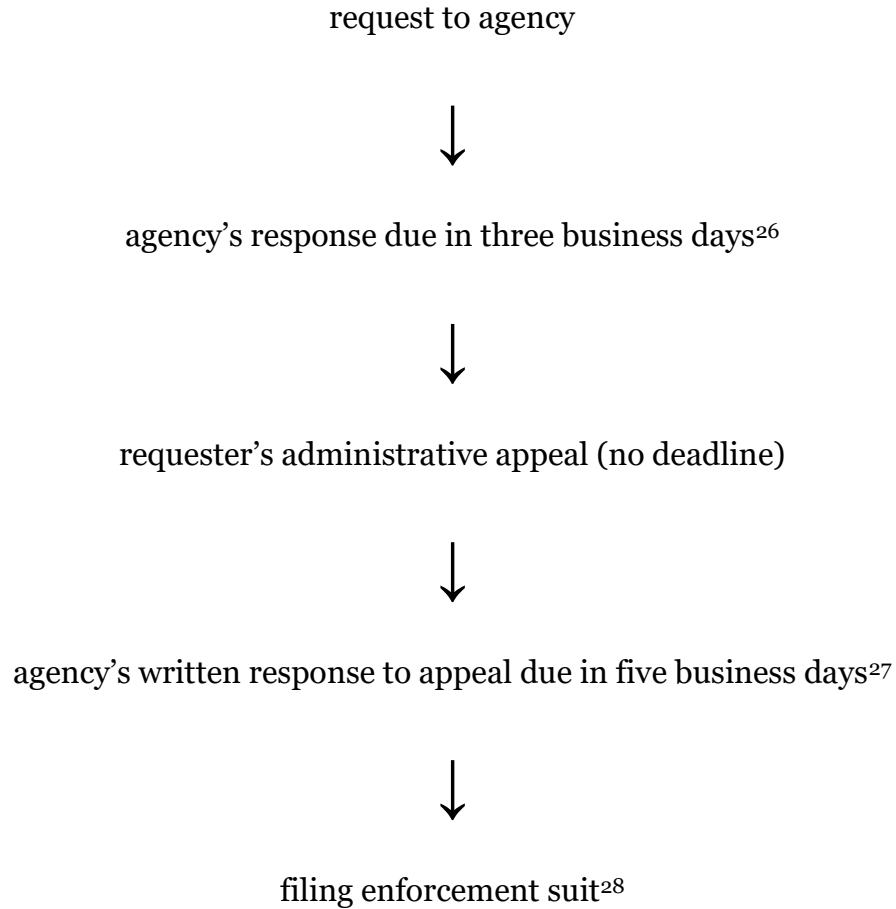 request to agency
↓
agency’s response due in three business days²⁶
↓
requester’s administrative appeal (no deadline)
↓
agency’s written response to appeal due in five business days²⁷
↓
filing enforcement suit²⁸